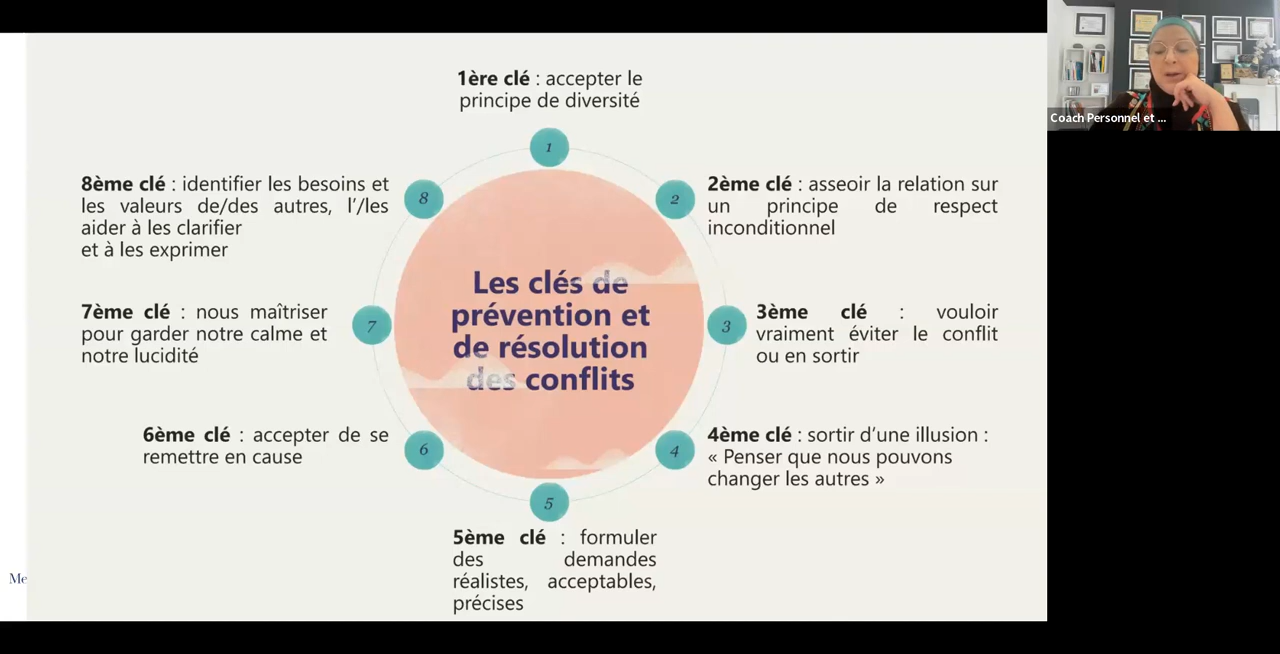 1ère clé : accepter le
principe de diversité
1
2ème clé : asseoir la relation sur
un principe de respect
inconditionnel
2
3ème clé : vouloir
vraiment éviter le conflit
ou en sortir
3
4ème clé : sortir d'une illusion :
« Penser que nous pouvons
changer les autres »
4
5
5ème clé : formuler
des demandes
réalistes, acceptables,
précises
6ème clé : accepter de se
remettre en cause
6
7ème clé : nous maîtriser
pour garder notre calme et
notre lucidité
7
8ème clé : identifier les besoins et
les valeurs de/des autres, l'/les
aider à les clarifier
et à les exprimer
8
Les clés de
prévention et
de résolution
des conflits
Me
Coach Personnel et ...